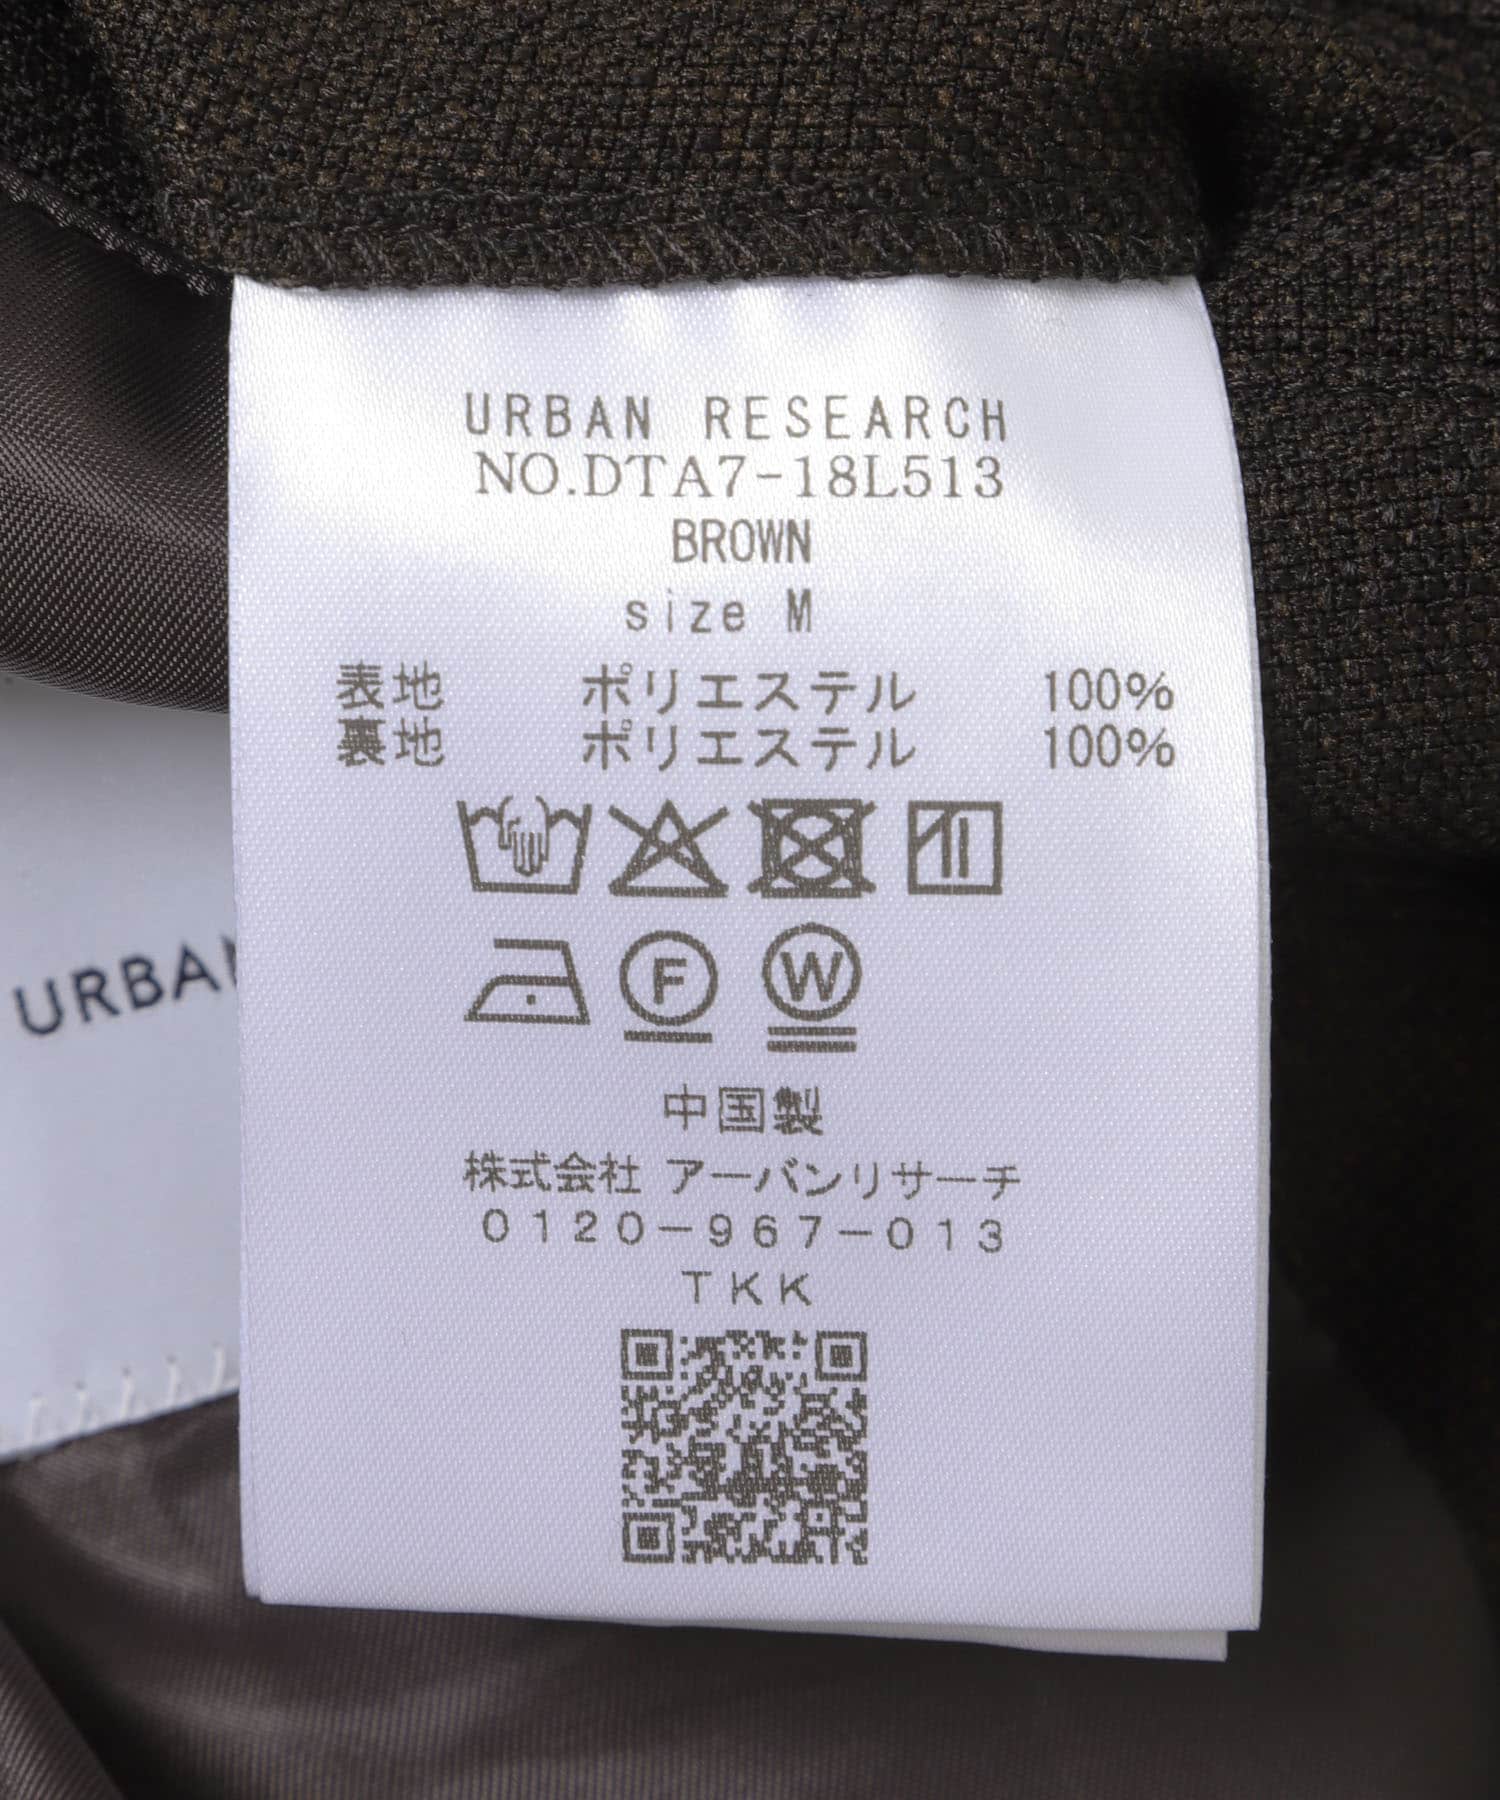 URBAN RESEARCH
NO.DTA7-18L513
BROWN
size M
表地 ポリエステル 100%
裏地 ポリエステル 100%
F W
中国製
株式会社 アーバンリサーチ
0120-967-013
TKK
URBAN